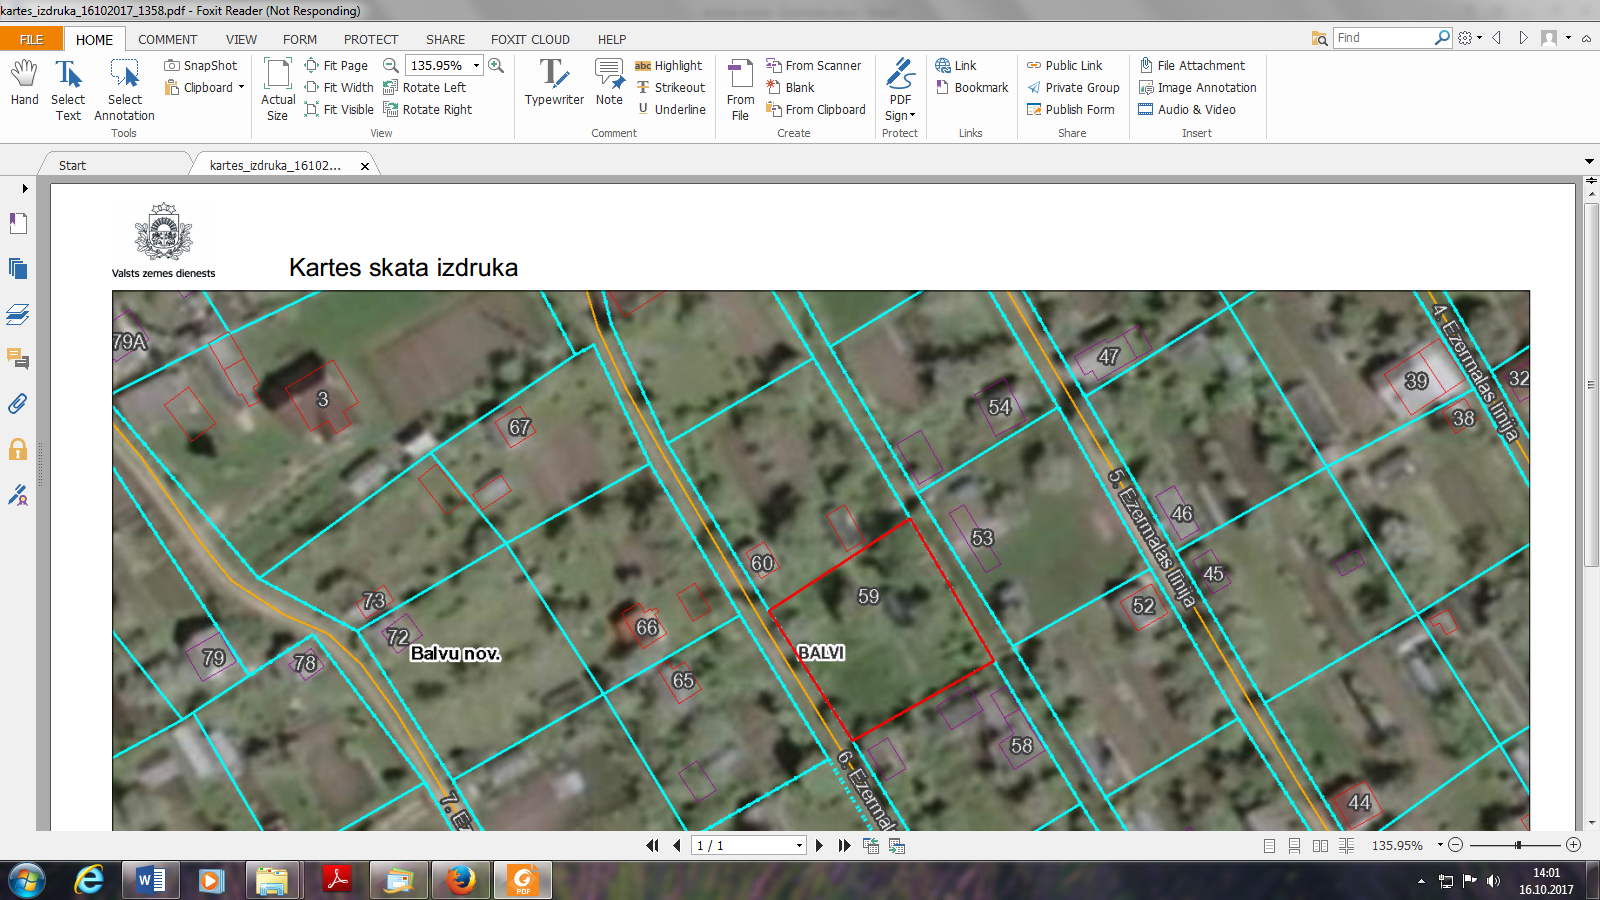 kartes_izdruka_16102017_1358.pdf - Foxit Reader (Not Responding)
FILE HOME COMMENT VIEW FORM PROTECT SHARE FOXIT CLOUD HELP Find
Hand
Select Text
Select Annotation
SnapShot
Clipboard
Tools
Actual Size
Fit Page
Fit Width
Fit Visible
135.95%
Rotate Left
Rotate Right
View
Typewriter
Note
abc Highlight
T Strikeout
U Underline
Comment
From File
From Scanner
Blank
From Clipboard
Create
PDF Sign
Protect
Link
Bookmark
Links
Public Link
Private Group
Publish Form
Share
File Attachment
Image Annotation
Audio & Video
Insert
Start kartes_izdruka_16102...
Valsts zemes dienests
Kartes skata izdruka
79A
3
67
47
54
39
32
38
4. Ezermalas līnija
5. Ezermalas līnija
46
53
45
60
59
52
73
72
66
Balvu nov.
BALVI
79
78
65
58
44
6. Ezermal
7. Ez
1 / 1
135.95%
W
PDF
14:01
16.10.2017